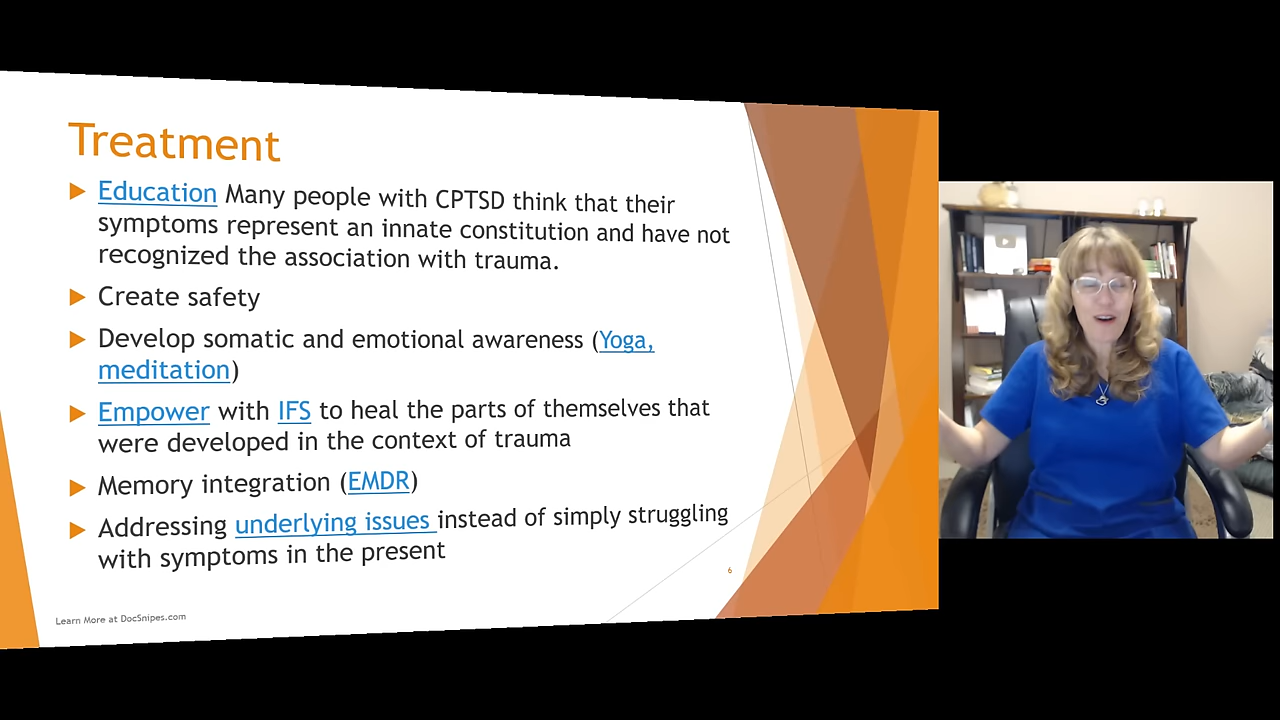 Treatment
Education Many people with CPTSD think that their
symptoms represent an innate constitution and have not
recognized the association with trauma.
Create safety
Develop somatic and emotional awareness (Yoga,
meditation)
Empower with IFS to heal the parts of themselves that
were developed in the context of trauma
Memory integration (EMDR)
Addressing underlying issues instead of simply struggling
with symptoms in the present
6
Learn More at DocSnipes.com